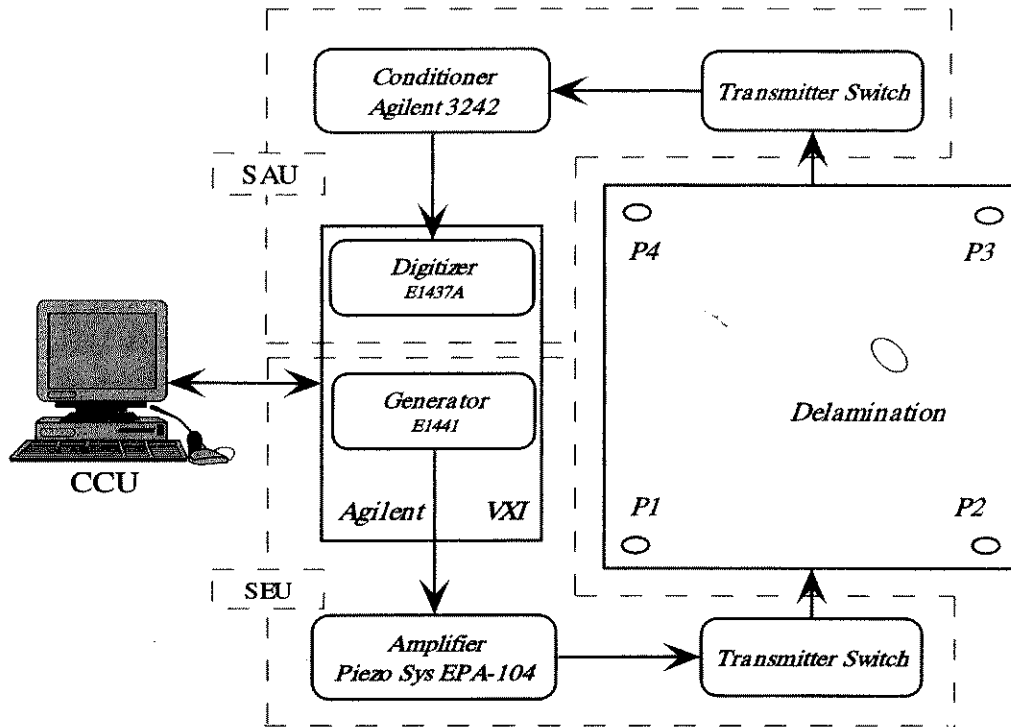 Conditioner
Agilent 3242
Transmitter Switch
SAU
P4
P3
Digitizer
E1437A
Generator
E1441
Delamination
CCU
Agilent VXI
P1
P2
SEU
Amplifier
Piezo Sys EPA-104
Transmitter Switch